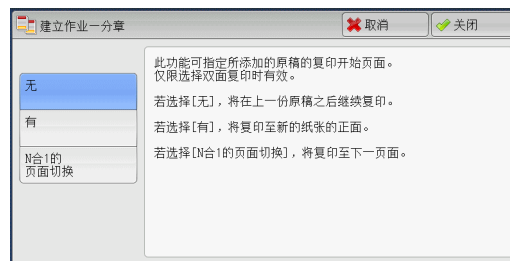 建立作业－分章
取消
关闭
无
有
N合1的
页面切换
此功能可指定所添加的原稿的复印开始页面。
仅限选择双面复印时有效。
若选择[无]，将在上一份原稿之后继续复印。
若选择[有]，将复印至新的纸张的正面。
若选择[N合1的页面切换]，将复印至下一页面。